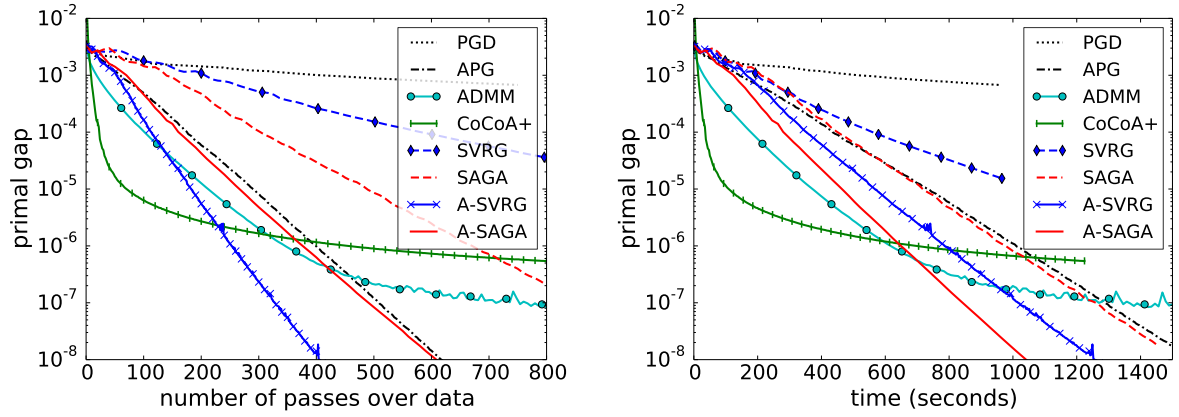 10^-2
10^-3
10^-4
10^-5
10^-6
10^-7
10^-8
primal gap
0 100 200 300 400 500 600 700 800
number of passes over data
PGD
APG
ADMM
CoCoA+
SVRG
SAGA
A-SVRG
A-SAGA
10^-2
10^-3
10^-4
10^-5
10^-6
10^-7
10^-8
primal gap
0 200 400 600 800 1000 1200 1400
time (seconds)
PGD
APG
ADMM
CoCoA+
SVRG
SAGA
A-SVRG
A-SAGA